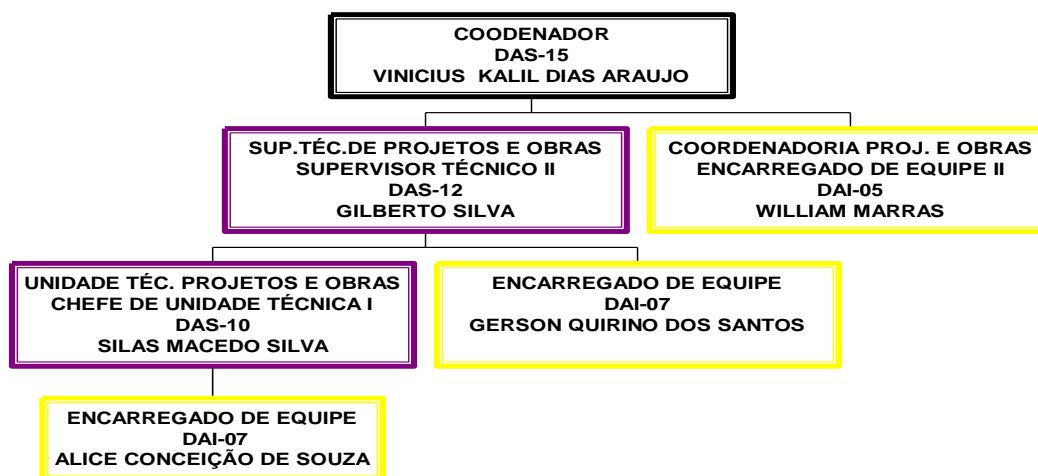 COODENADOR
DAS-15
VINICIUS KALIL DIAS ARAUJO
SUP.TÉC.DE PROJETOS E OBRAS
SUPERVISOR TÉCNICO II
DAS-12
GILBERTO SILVA
COORDENADORIA PROJ. E OBRAS
ENCARREGADO DE EQUIPE II
DAI-05
WILLIAM MARRAS
UNIDADE TÉC. PROJETOS E OBRAS
CHEFE DE UNIDADE TÉCNICA I
DAS-10
SILAS MACEDO SILVA
ENCARREGADO DE EQUIPE
DAI-07
GERSON QUIRINO DOS SANTOS
ENCARREGADO DE EQUIPE
DAI-07
ALICE CONCEIÇÃO DE SOUZA